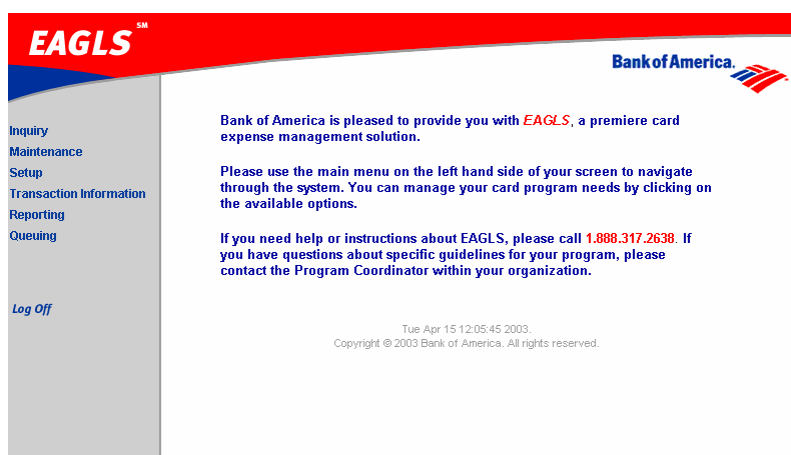 EAGLS SM
Bank of America.
Inquiry
Maintenance
Setup
Transaction Information
Reporting
Queuing
Log Off
Bank of America is pleased to provide you with EAGLS, a premiere card
expense management solution.
Please use the main menu on the left hand side of your screen to navigate
through the system. You can manage your card program needs by clicking on
the available options.
If you need help or instructions about EAGLS, please call 1.888.317.2638. If
you have questions about specific guidelines for your program, please
contact the Program Coordinator within your organization.
Tue Apr 15 12:05:45 2003.
Copyright © 2003 Bank of America. All rights reserved.